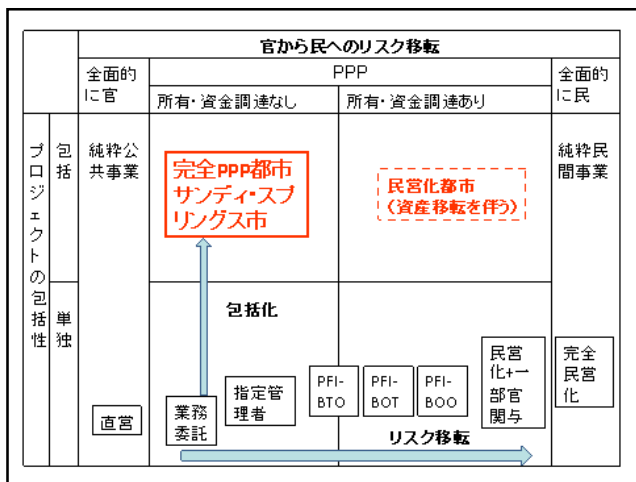 官から民へのリスク移転
全面的
に官
PPP
全面的
に民
所有・資金調達なし
所有・資金調達あり
プロジェクトの包括性
包括
純粋公
共事業
完全PPP都市
サンディ・スプ
リングス市
民営化都市
（資産移転を伴う）
純粋民
間事業
単独
包括化
直営
業務
委託
指定管
理者
PFI-
BTO
PFI-
BOT
PFI-
BOO
民営
化+一
部官
関与
完全
民営
化
リスク移転